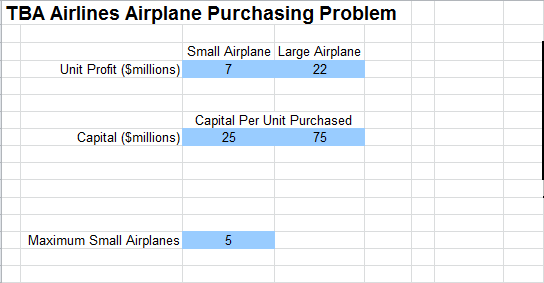 TBA Airlines Airplane Purchasing Problem
Small Airplane Large Airplane
Unit Profit ($millions) 7 22
Capital Per Unit Purchased
Capital ($millions) 25 75
Maximum Small Airplanes 5